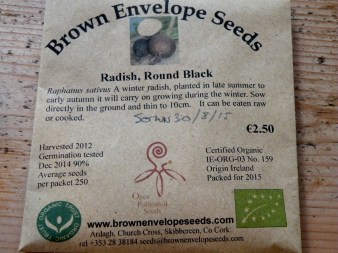 Brown Envelope Seeds
Radish, Round Black
Raphanus sativus A winter radish, planted in late summer to
early autumn it will carry on growing during the winter. Sow
directly in the ground and thin to 10cm. It can be eaten raw
or cooked.
SOWN 30/8/15
€2.50
Harvested 2012
Germination tested
Dec 2014 90%
Average seeds
per packet 250
Certified Organic
IE-ORG-03 No. 159
Origin Ireland
Packed for 2015
Open
Pollinated
Seeds
www.brownenvelopeseeds.com
Ardagh, Church Cross, Skibbereen, Co Cork
tel +353 28 38184 seeds@brownenvelopeseeds.com